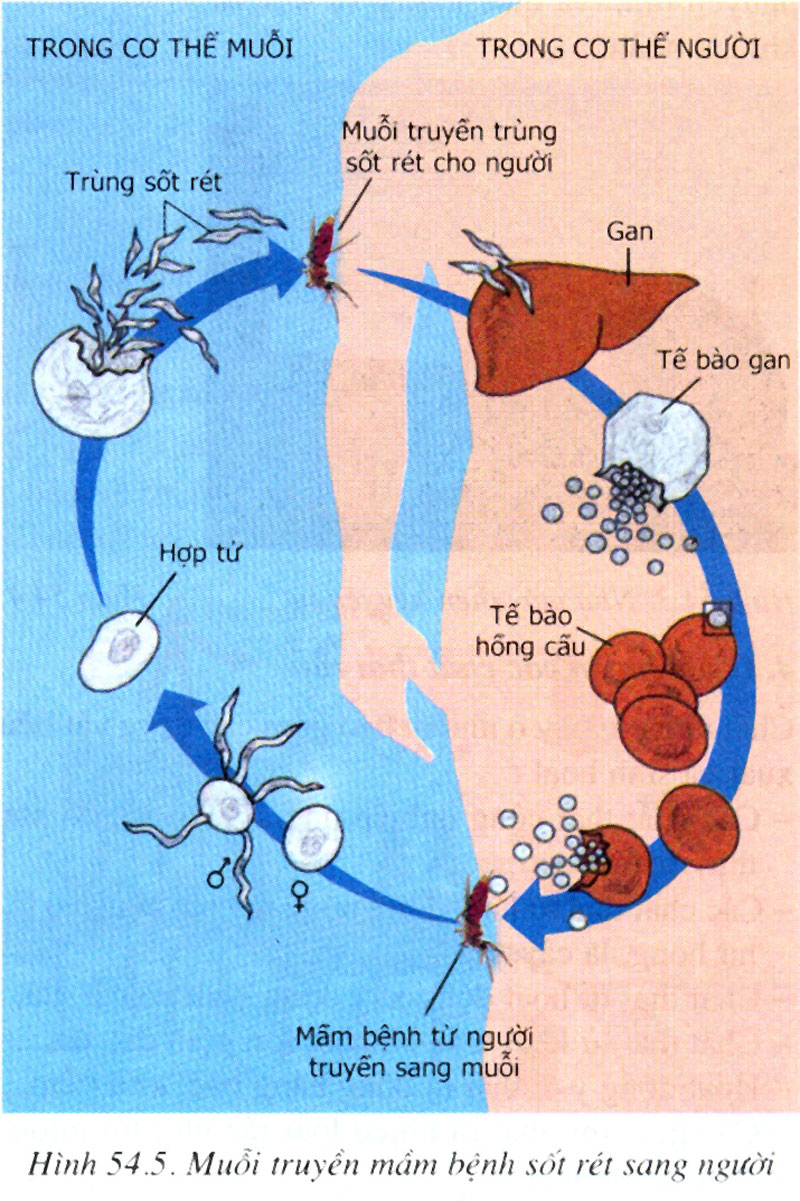 TRONG CƠ THỂ MUỖI
TRONG CƠ THỂ NGƯỜI
Muỗi truyền trùng
sốt rét cho người
Trùng sốt rét
Gan
Tế bào gan
Hợp tử
Tế bào
hồng cầu
♂
♀
Mầm bệnh từ người
truyền sang muỗi
Hình 54.5. Muỗi truyền mầm bệnh sốt rét sang người